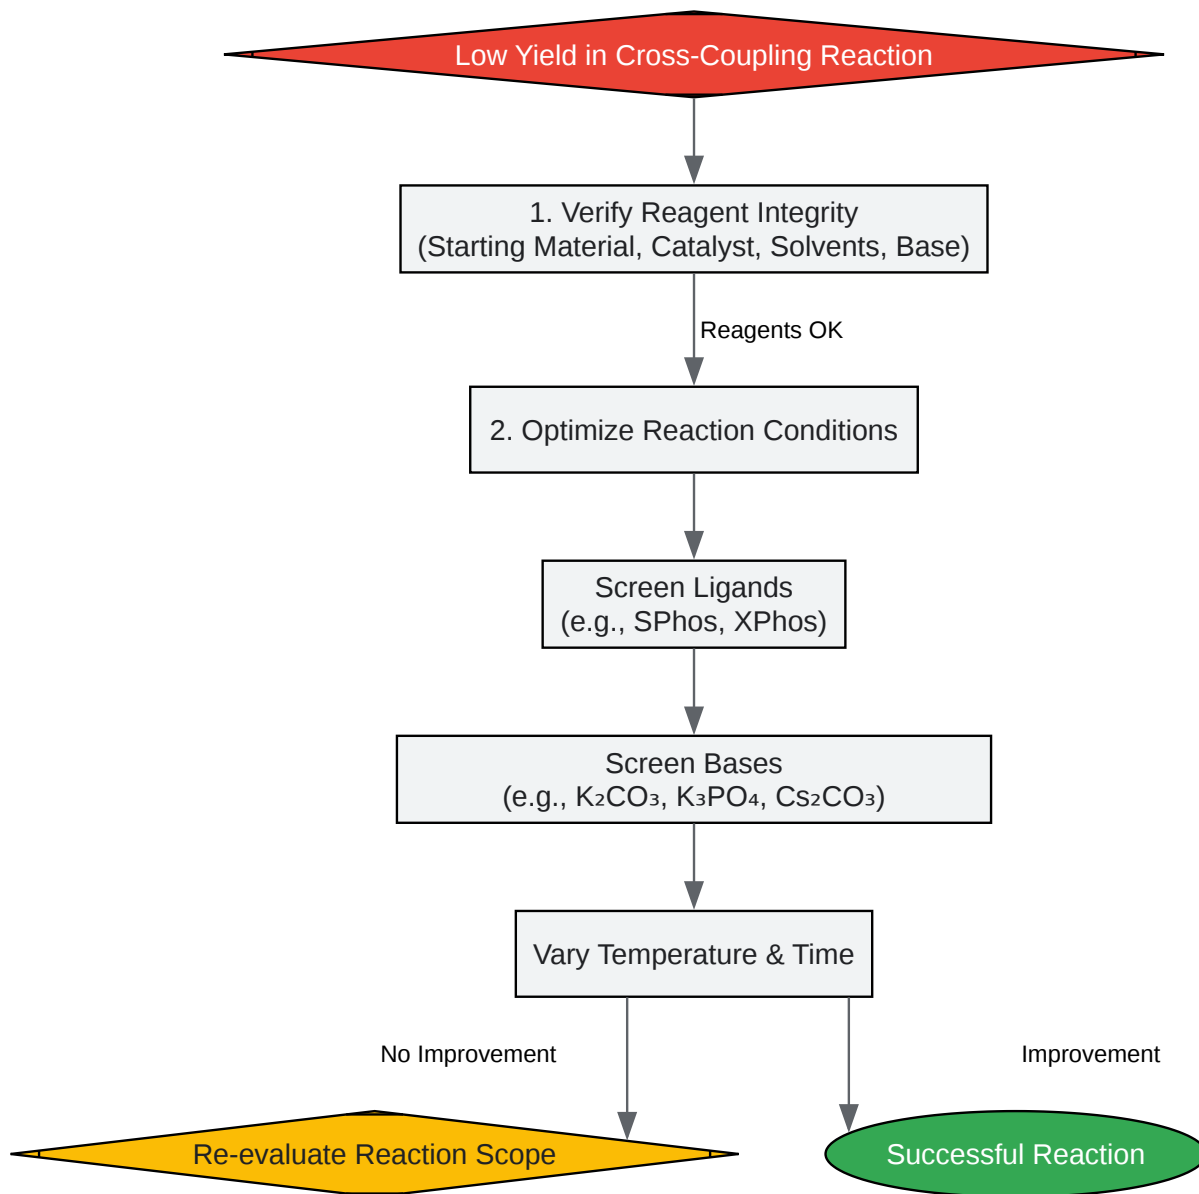 Low Yield in Cross-Coupling Reaction
1. Verify Reagent Integrity
(Starting Material, Catalyst, Solvents, Base)
Reagents OK
2. Optimize Reaction Conditions
Screen Ligands
(e.g., SPhos, XPhos)
Screen Bases
(e.g., K₂CO₃, K₃PO₄, Cs₂CO₃)
Vary Temperature & Time
No Improvement
Improvement
Re-evaluate Reaction Scope
Successful Reaction